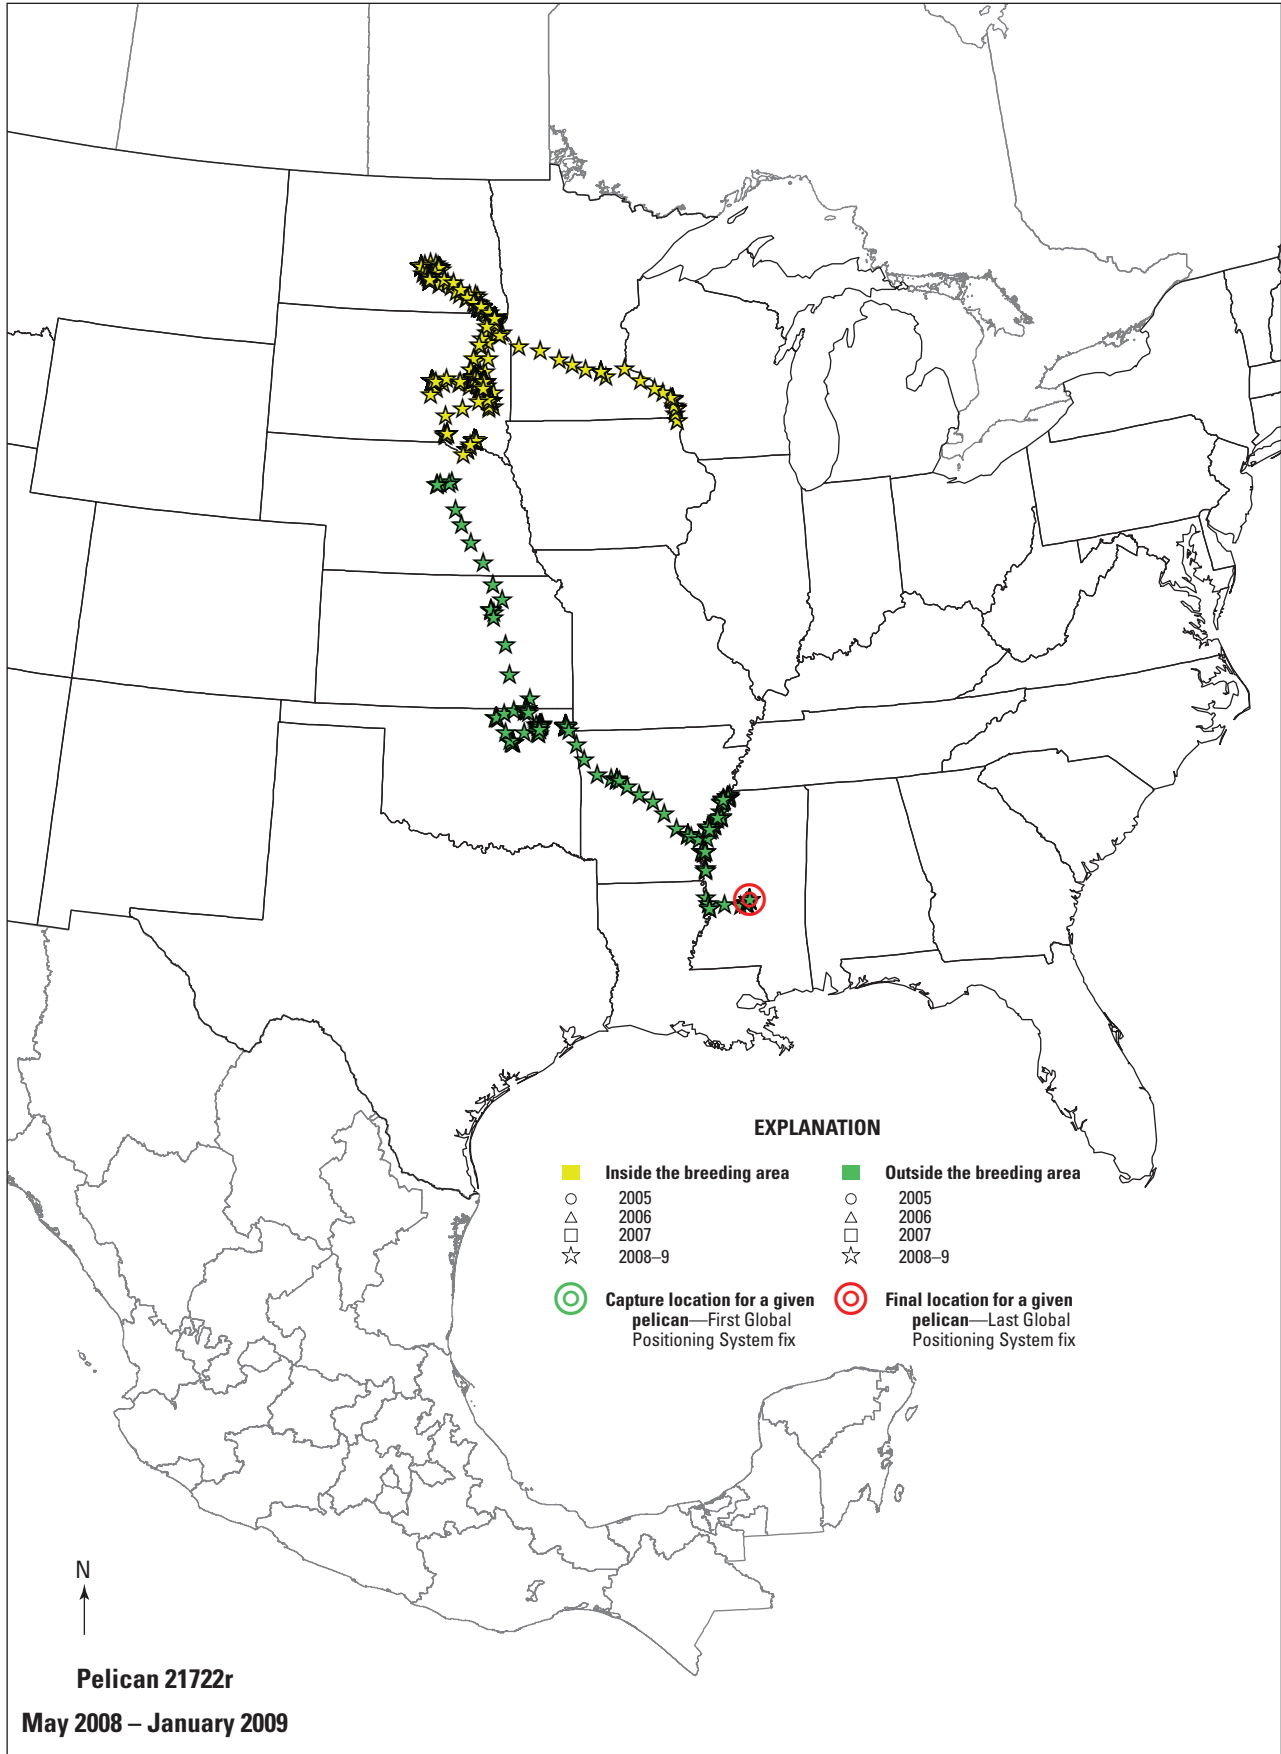 EXPLANATION
Inside the breeding area
2005
2006
2007
2008–9
Capture location for a given
pelican—First Global
Positioning System fix
Outside the breeding area
2005
2006
2007
2008–9
Final location for a given
pelican—Last Global
Positioning System fix
N
Pelican 21722r
May 2008 – January 2009